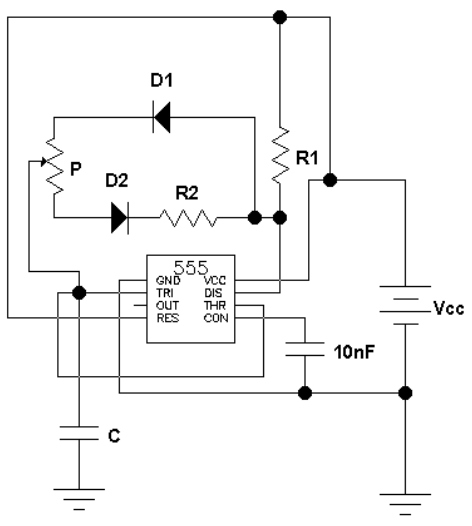 D1
P
D2
R2
R1
555
GND VCC
TRI DIS
OUT THR
RES CON
Vcc
10nF
C